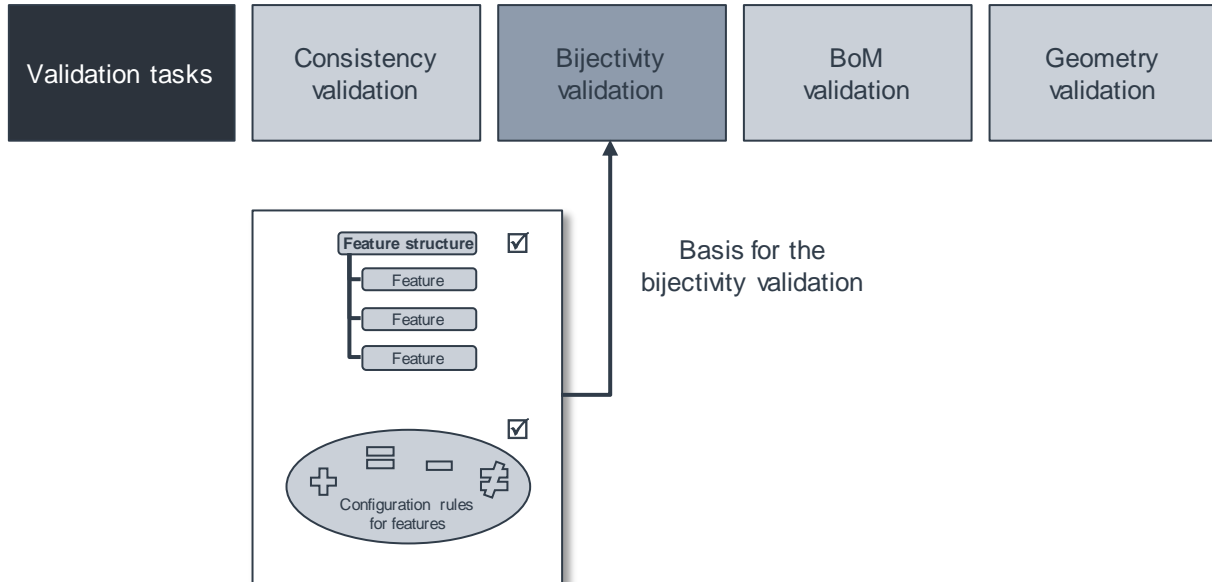 Validation tasks
Consistency
validation
Bijectivity
validation
BoM
validation
Geometry
validation
Feature structure
Feature
Feature
Feature
Basis for the
bijectivity validation
Configuration rules
for features